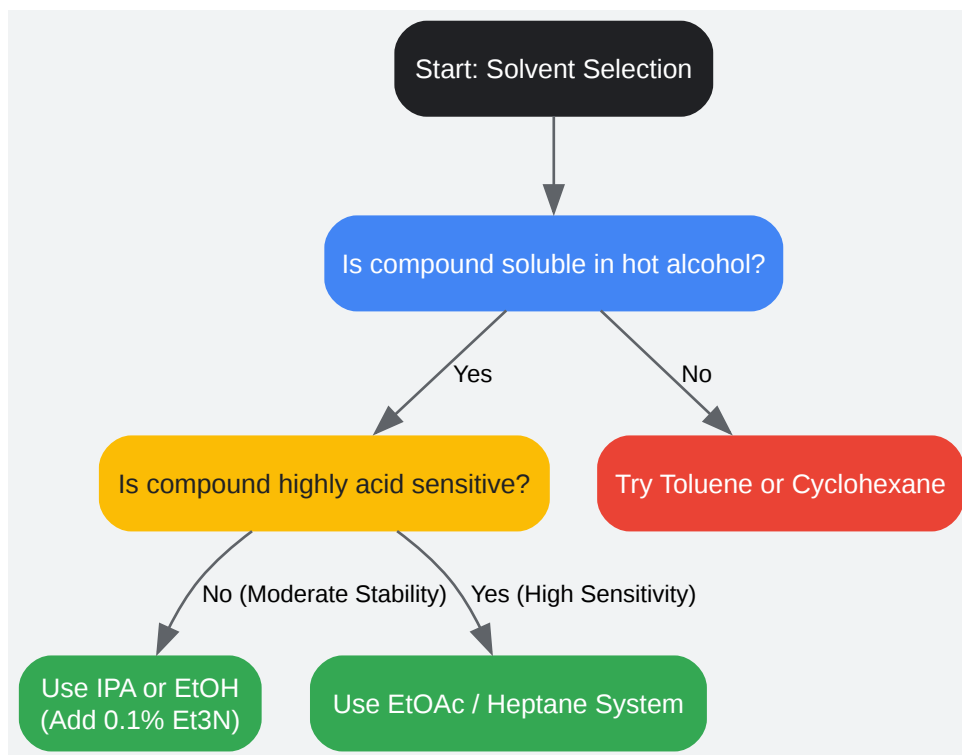 Start: Solvent Selection
Is compound soluble in hot alcohol?
Yes
No
Is compound highly acid sensitive?
Try Toluene or Cyclohexane
No (Moderate Stability)
Yes (High Sensitivity)
Use IPA or EtOH
(Add 0.1% Et3N)
Use EtOAc / Heptane System